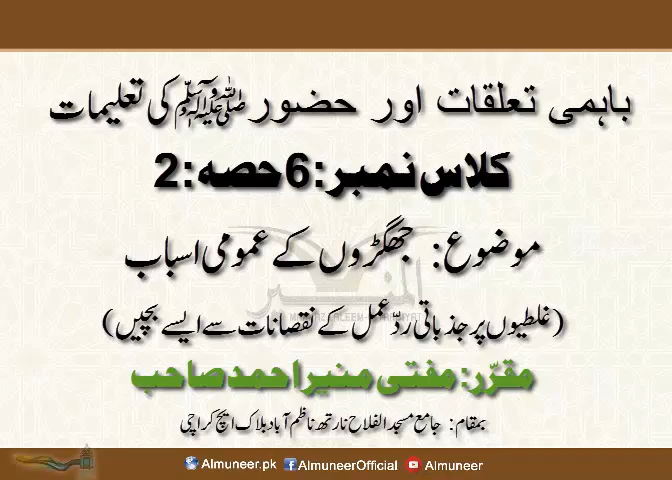 باہمی تعلقات اور حضور ﷺ کی تعلیمات
کلاس نمبر:6 حصہ:2
موضوع: جھگڑوں کے عمومی اسباب
(غلطیوں پر جذباتی ردِّعمل کے نقصانات سے ایسے بچیں)
مقرّر: مفتی منیر احمد صاحب
بمقام: جامع مسجد الفلاح نارتھ ناظم آباد بلاک ایچ کراچی
Almuneer.pk AlmuneerOfficial Almuneer